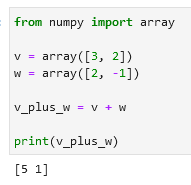 from numpy import array
v = array([3, 2])
w = array([2, -1])
v_plus_w = v + w
print(v_plus_w)
[5 1]